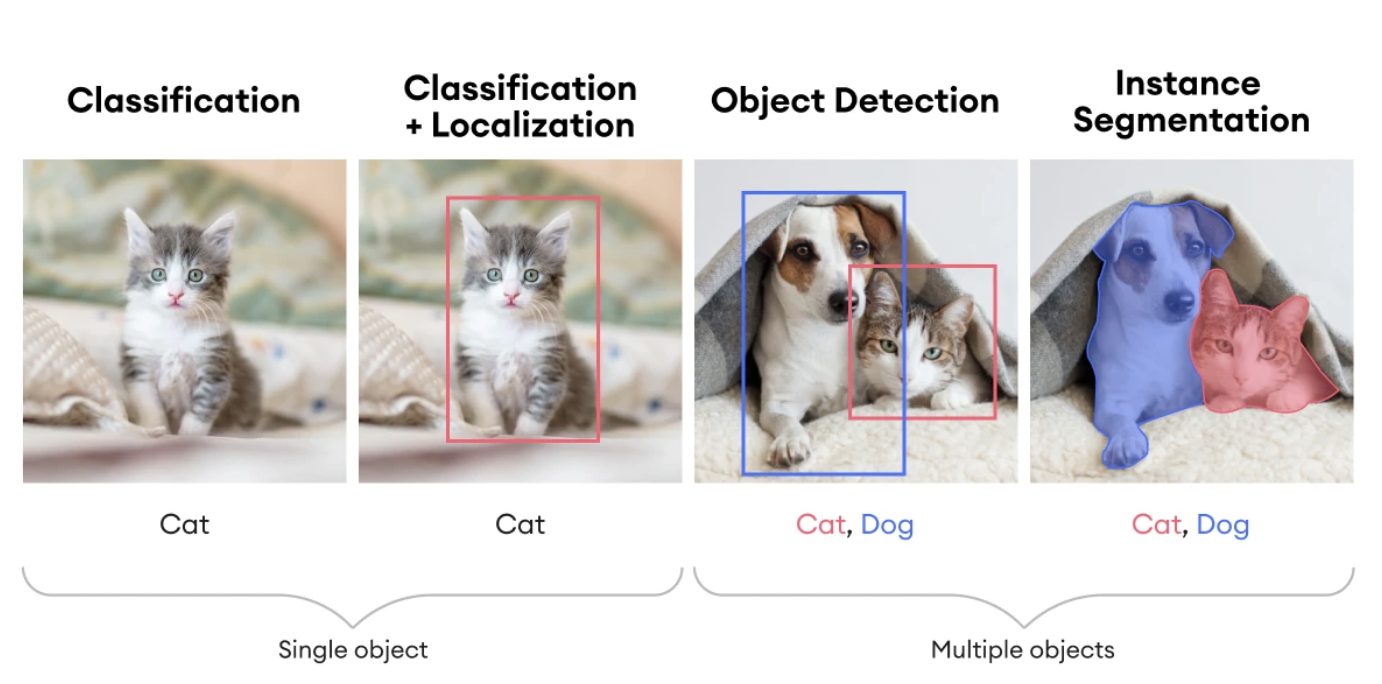 Classification
Classification
+ Localization
Object Detection
Instance
Segmentation
Cat
Cat
Cat, Dog
Cat, Dog
Single object
Multiple objects